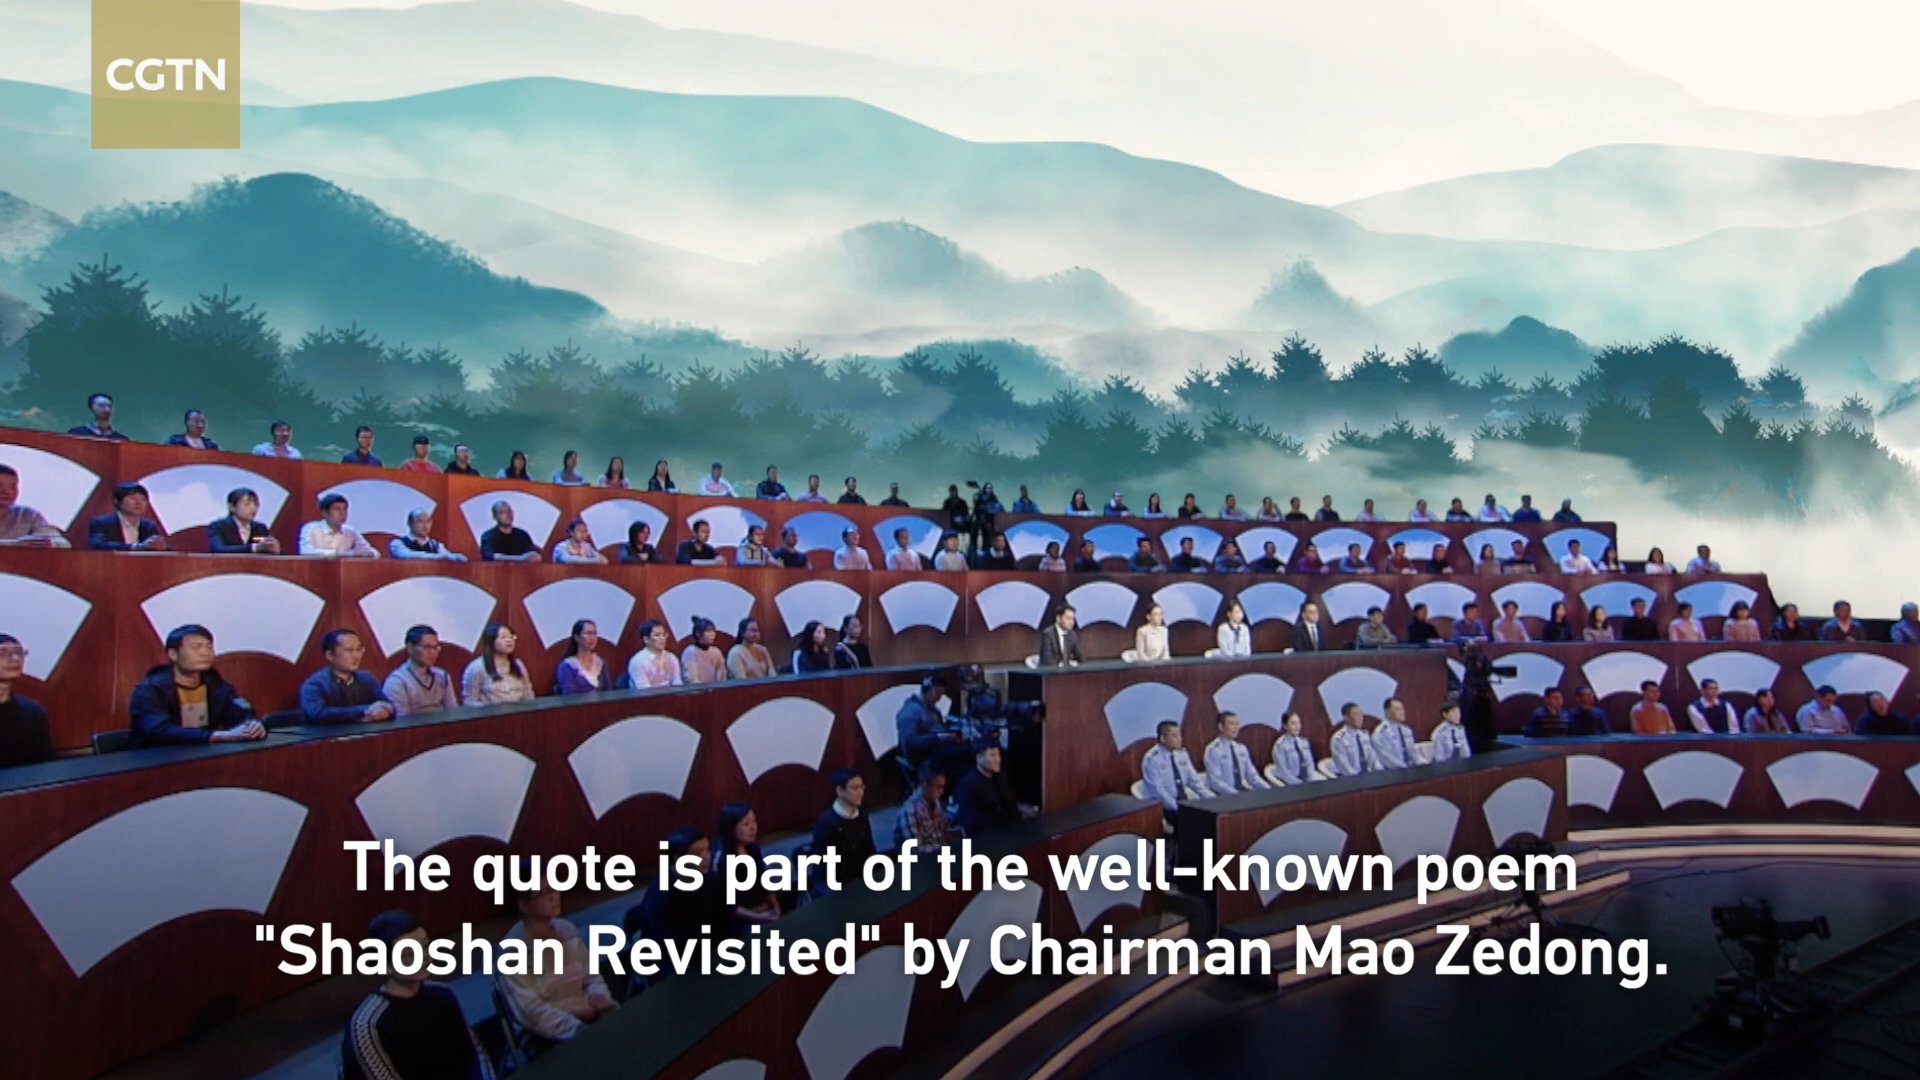 CGTN
The quote is part of the well-known poem
"Shaoshan Revisited" by Chairman Mao Zedong.